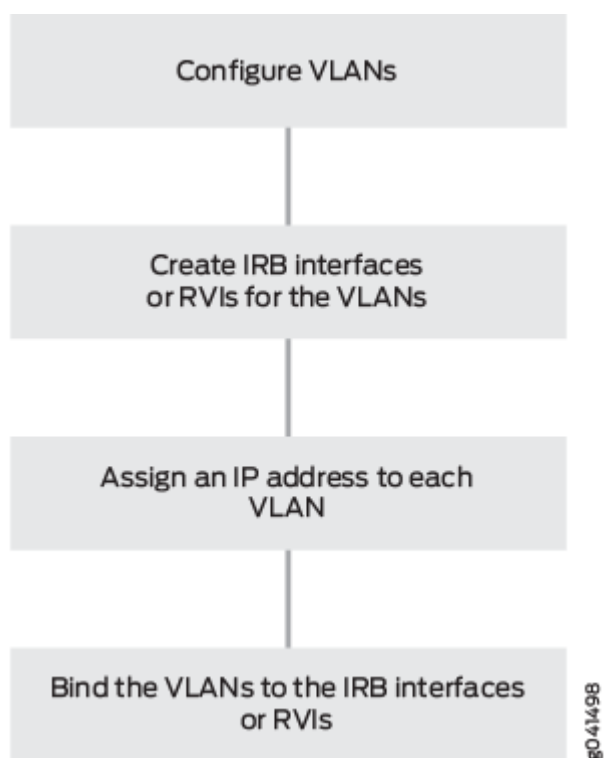 Configure VLANs
Create IRB interfaces
or RVIs for the VLANs
Assign an IP address to each
VLAN
Bind the VLANs to the IRB interfaces
or RVIs
g041498